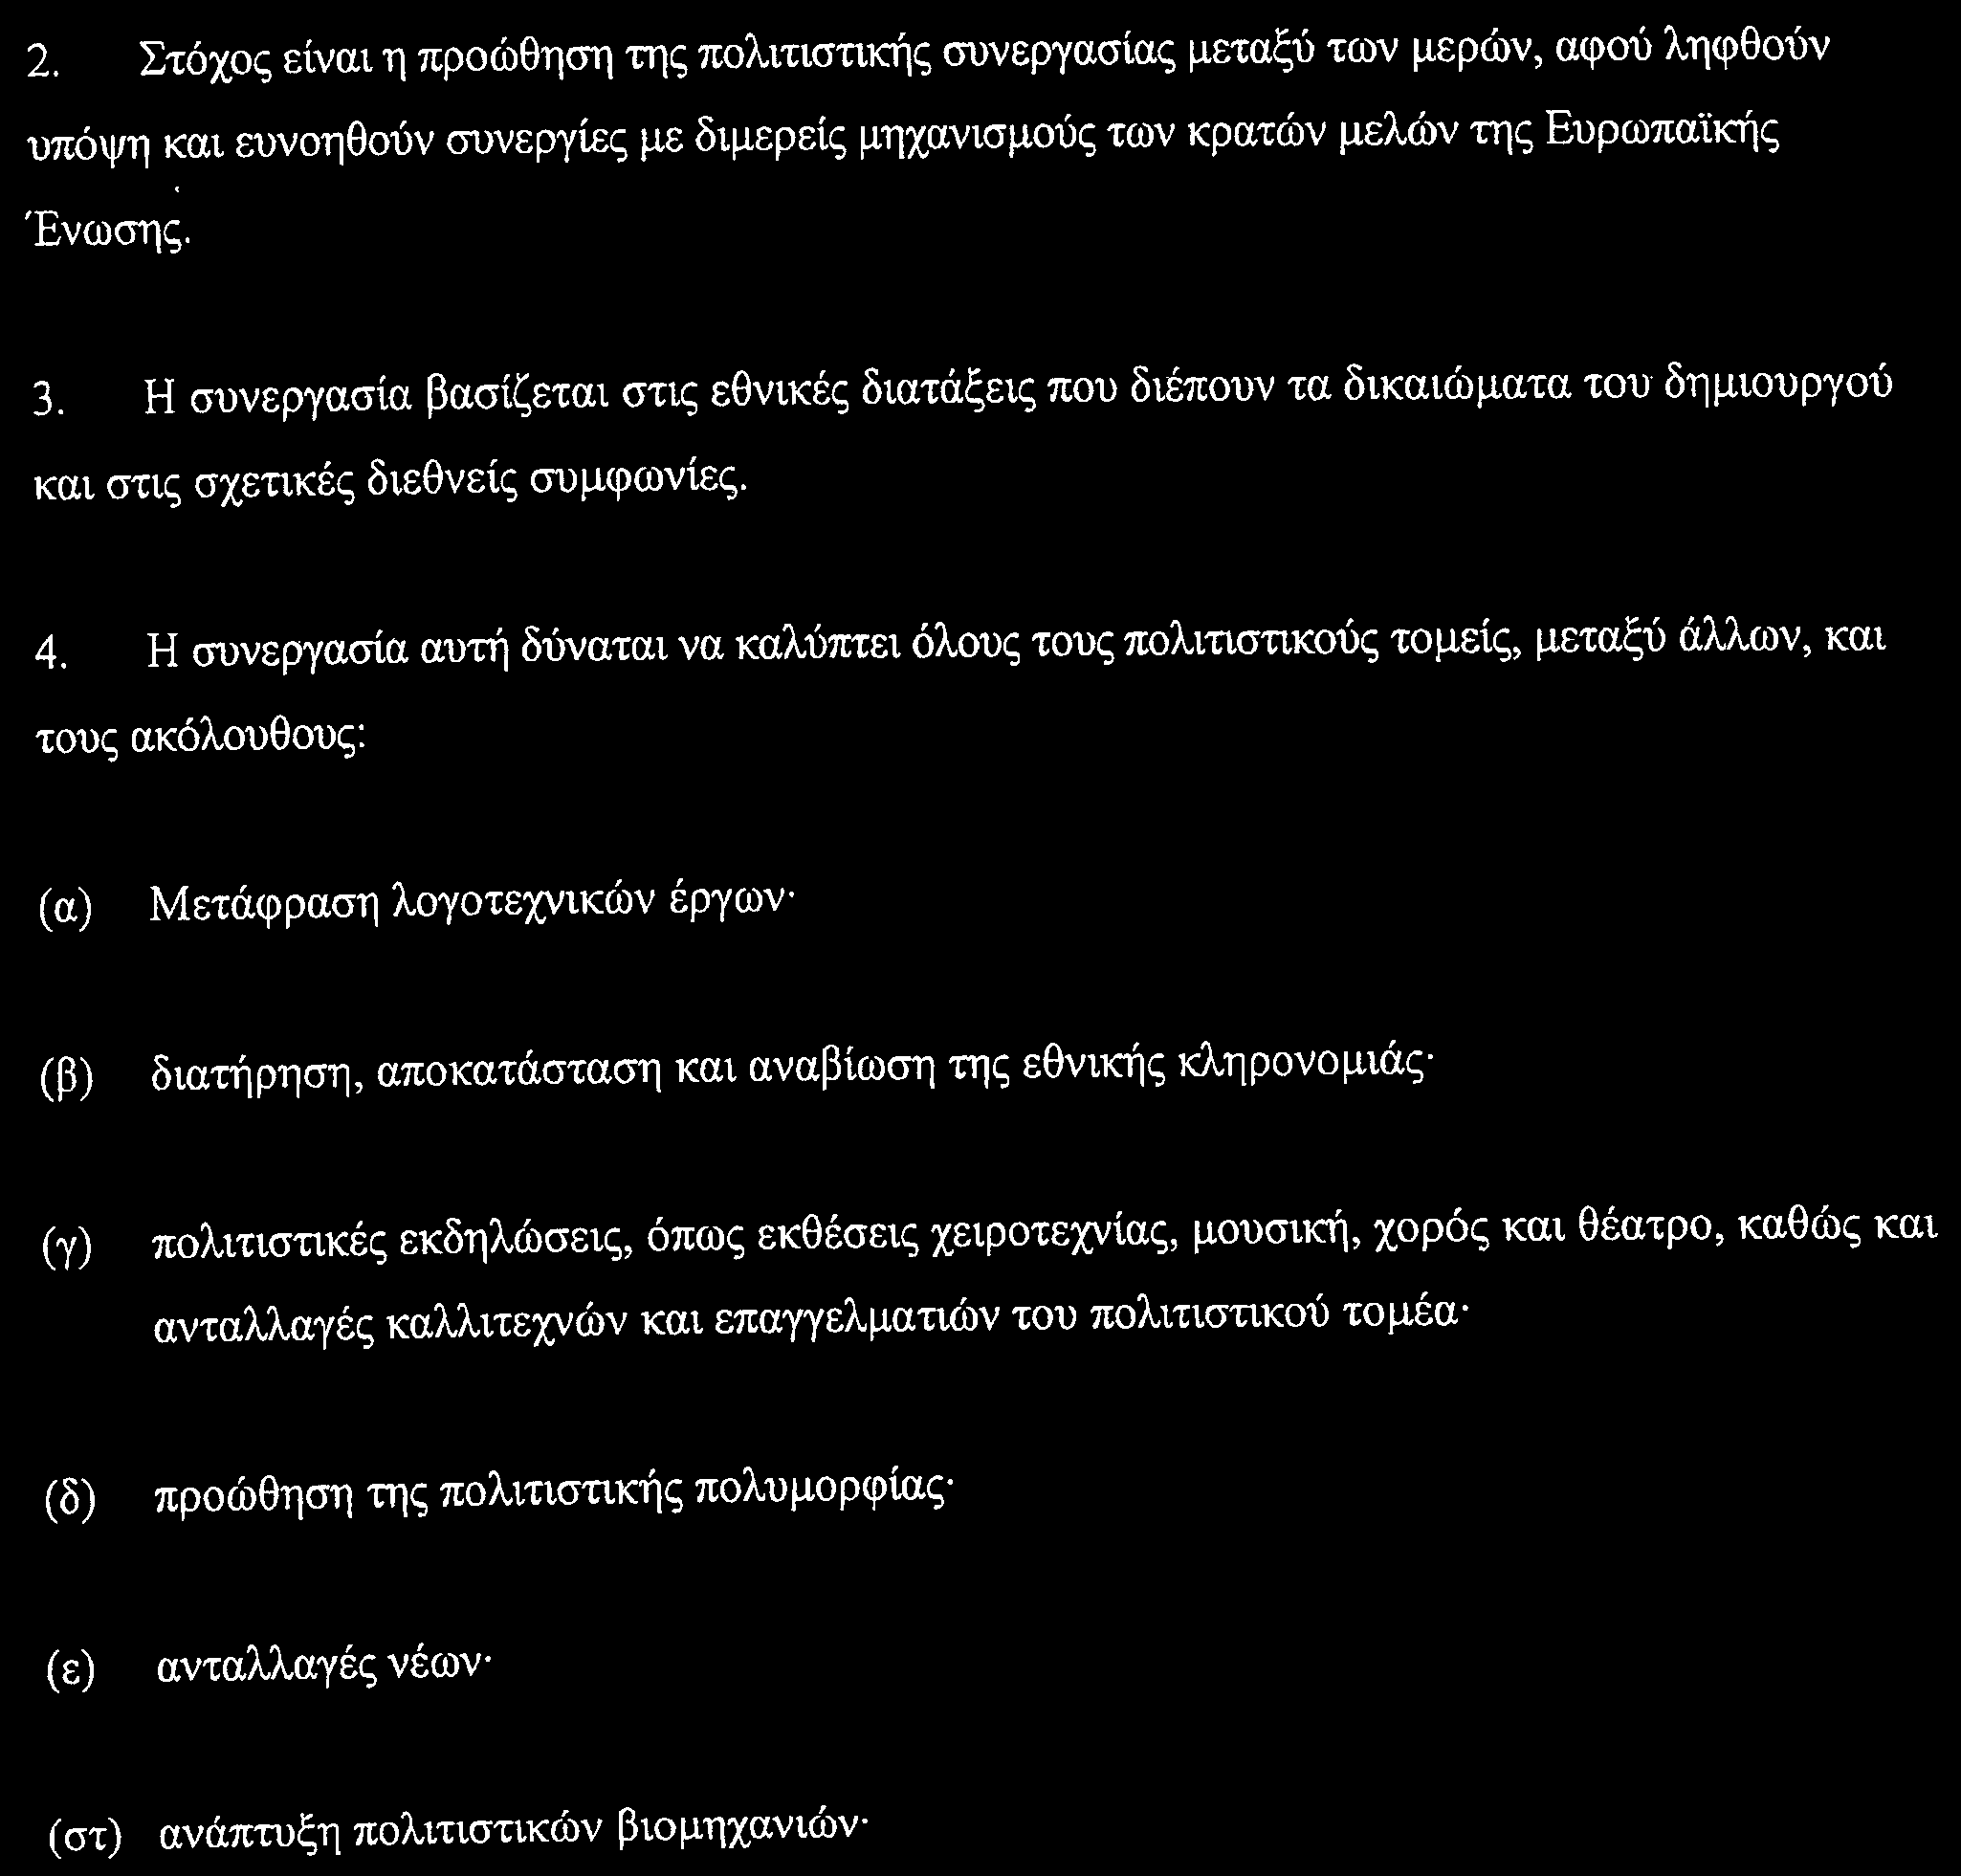 2. Στόχος είναι η προώθηση της πολιτιστικής συνεργασίας μεταξύ των μερών, αφού ληφθούν
υπόψη και ευνοηθούν συνεργίες με διμερείς μηχανισμούς των κρατών μελών της Ευρωπαϊκής
Ένωσης.
3. Η συνεργασία βασίζεται στις εθνικές διατάξεις που διέπουν τα δικαιώματα του δημιουργού
και στις σχετικές διεθνείς συμφωνίες.
4. Η συνεργασία αυτή δύναται να καλύπτει όλους τους πολιτιστικούς τομείς, μεταξύ άλλων, και
τους ακόλουθους:
(α) Μετάφραση λογοτεχνικών έργων·
(β) διατήρηση, αποκατάσταση και αναβίωση της εθνικής κληρονομιάς·
(γ) πολιτιστικές εκδηλώσεις, όπως εκθέσεις χειροτεχνίας, μουσική, χορός και θέατρο, καθώς και
ανταλλαγές καλλιτεχνών και επαγγελματιών του πολιτιστικού τομέα·
(δ) προώθηση της πολιτιστικής πολυμορφίας·
(ε) ανταλλαγές νέων·
(στ) ανάπτυξη πολιτιστικών βιομηχανιών·